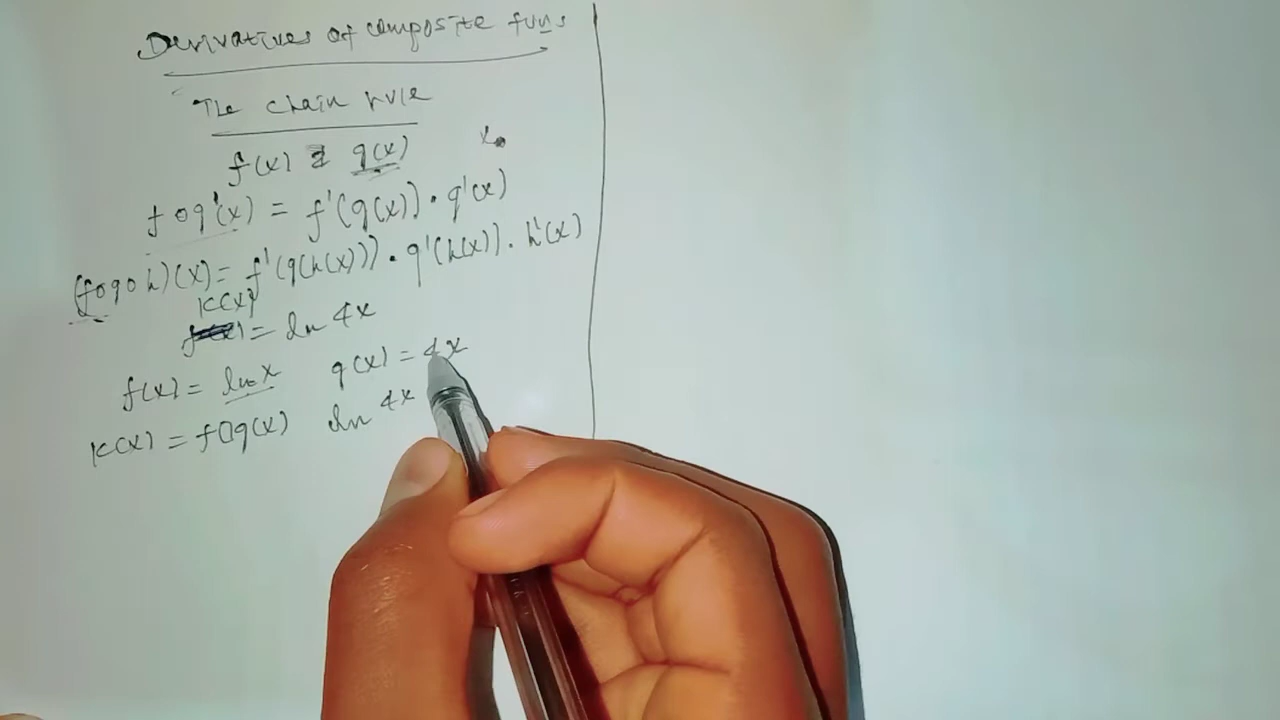 Derivatives of composite funs
The chain rule
f(x) & g(x)
fog'(x) = f'(g(x)) · g'(x)
(fogoh)(x) = f'(g(h(x))) · g'(h(x)) · h'(x)
K(x)
= ln 4x
f(x) = ln x g(x) = 4x
K(x) = fog(x) ln 4x